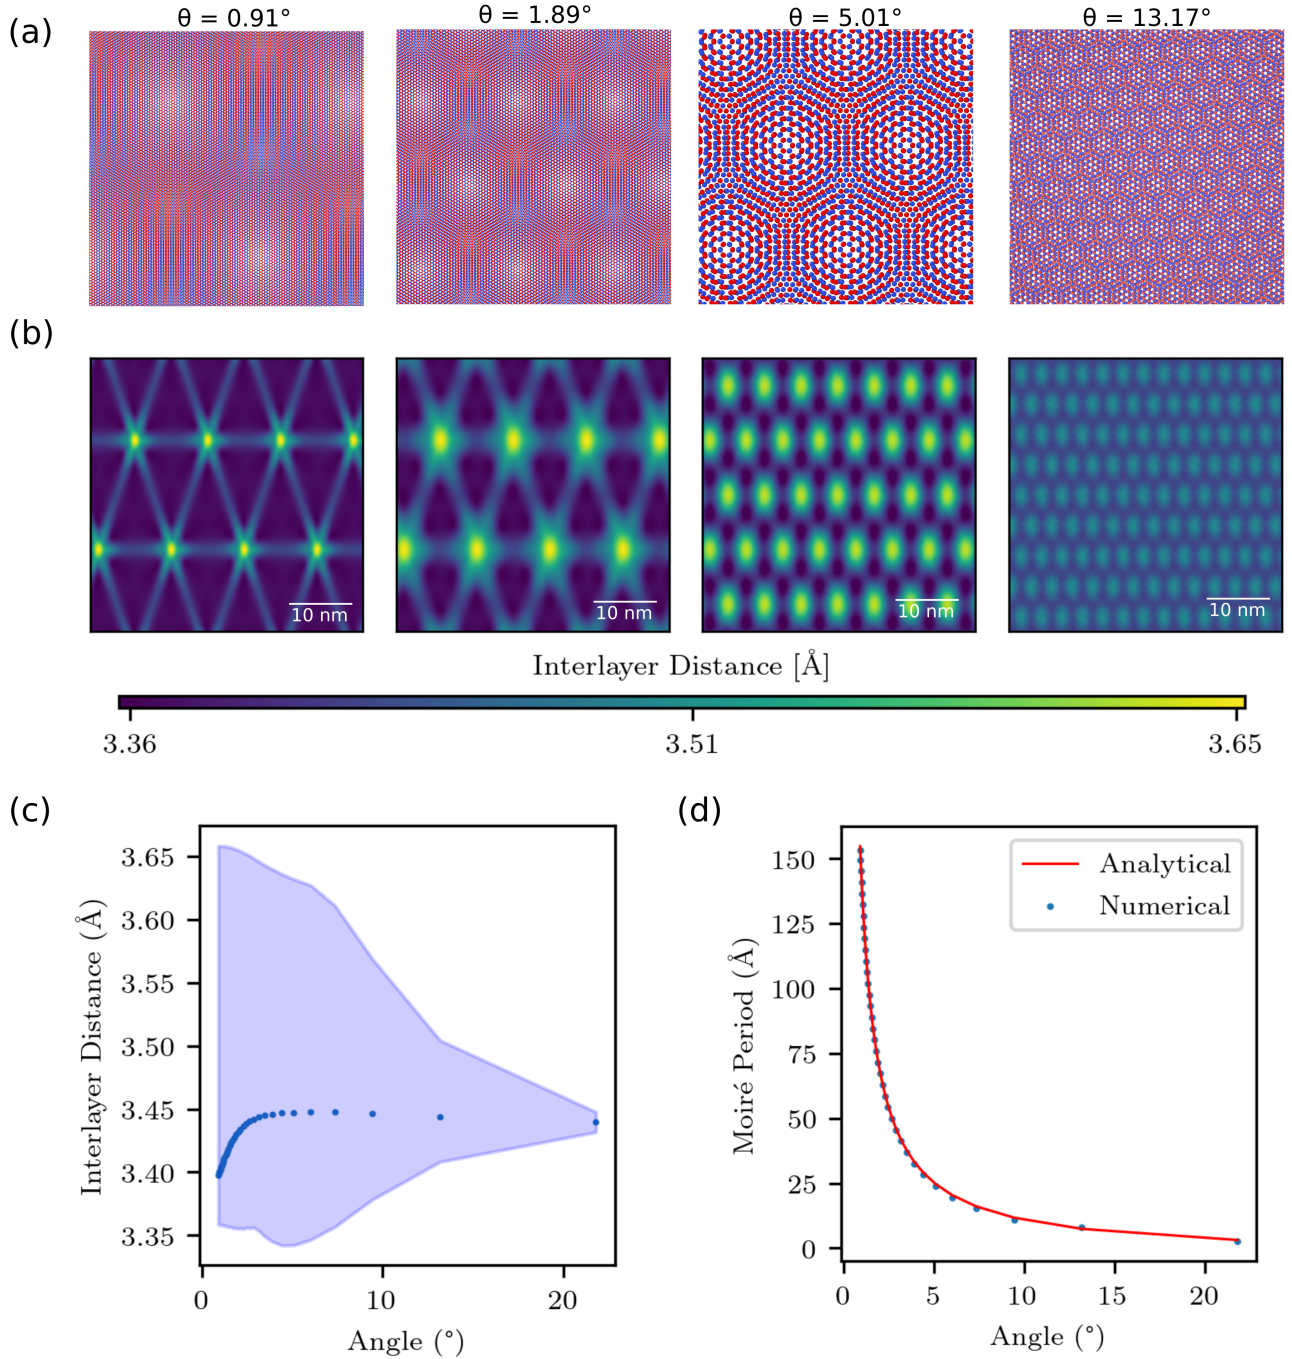 (a)
θ = 0.91°
θ = 1.89°
θ = 5.01°
θ = 13.17°
(b)
10 nm
10 nm
10 nm
10 nm
Interlayer Distance [Å]
3.36
3.51
3.65
(c)
3.65
3.60
3.55
3.50
3.45
3.40
3.35
Interlayer Distance (Å)
0
10
20
Angle (°)
(d)
Analytical
Numerical
150
125
100
75
50
25
0
Moiré Period (Å)
0
5
10
15
20
Angle (°)